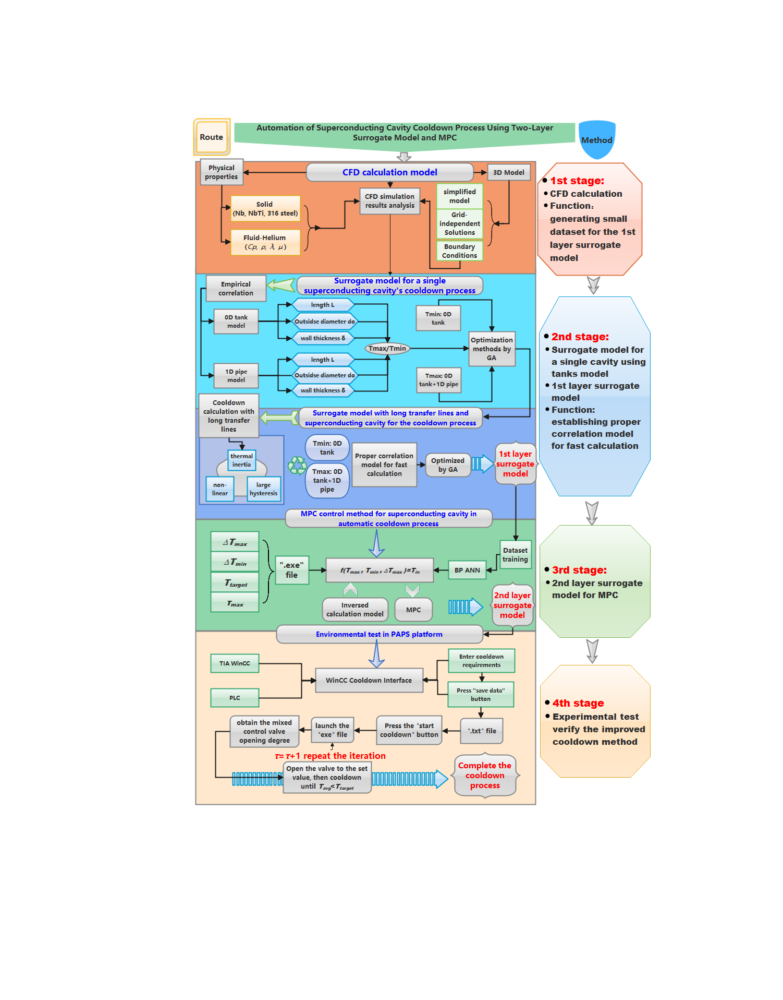 Route
Automation of Superconducting Cavity Cooldown Process Using Two-Layer
Surrogate Model and MPC
Method
Physical
properties
CFD calculation model
3D Model
CFD simulation
results analysis
simplified
model
Grid-
independent
Solutions
Boundary
Conditions
Solid
(Nb, NbTi, 316 steel)
Fluid-Helium
(Cp, ρ, λ, μ)
• 1st stage:
• CFD calculation
• Function:
generating small
dataset for the 1st
layer surrogate
model
Empirical
correlation
Surrogate model for a single
superconducting cavity's cooldown process
0D tank
model
length L
Outsidse diameter do
wall thickness δ
1D pipe
model
length L
Outsidse diameter do
wall thickness δ
Tmax/Tmin
Tmin: 0D
tank
Optimization
methods by
GA
Tmax: 0D
tank+1D pipe
• 2nd stage:
• Surrogate model for
a single cavity using
tanks model
• 1st layer surrogate
model
• Function:
establishing proper
correlation model
for fast calculation
Cooldown
calculation with
long transfer
lines
Surrogate model with long transfer lines and
superconducting cavity for the cooldown process
thermal
inertia
non-
linear
large
hysteresis
Tmin: 0D
tank
Tmax: 0D
tank+1D
pipe
Proper correlation
model for fast
calculation
Optimized
by GA
1st layer
surrogate
model
MPC control method for superconducting cavity in
automatic cooldown process
ΔTmax
ΔTmin
Ttarget
τmax
".exe"
file
f(Tmax , Tmin , ΔTmax )=Tin
BP ANN
Dataset
training
Inversed
calculation model
MPC
2nd layer
surrogate
model
• 3rd stage:
• 2nd layer surrogate
model for MPC
Environmental test in PAPS platform
TIA WinCC
PLC
WinCC Cooldown Interface
Enter cooldown
requirements
Press "save data"
button
".txt" file
Press the "start
cooldown" button
launch the
"exe" file
obtain the mixed
control valve
opening degree
τ= τ+1 repeat the iteration
Open the valve to the set
value, then cooldown
until Tavg<Ttarget
Complete the
cooldown
process
• 4th stage
• Experimental test
verify the improved
cooldown method